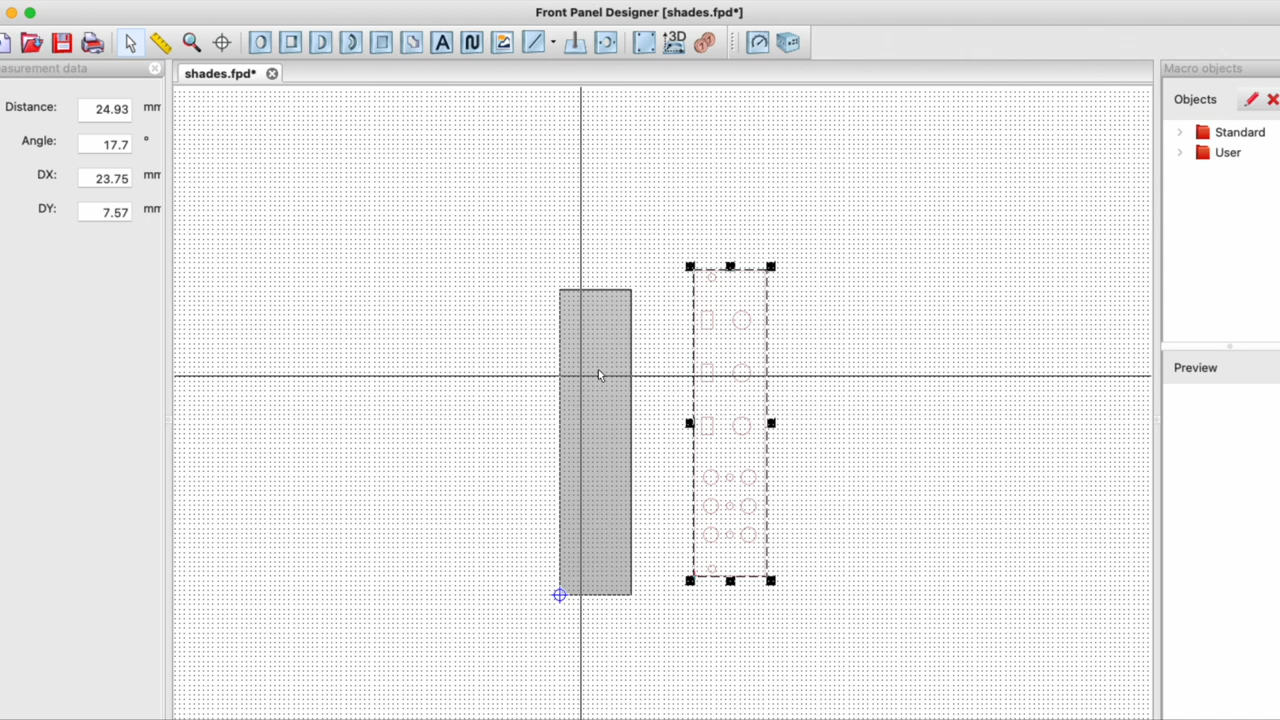 Front Panel Designer [shades.fpd*]
A
3D
asurement data
shades.fpd*
Macro objects
Distance: 24.93 mm
Angle: 17.7 °
DX: 23.75 mm
DY: 7.57 mm
Objects
Standard
User
Preview